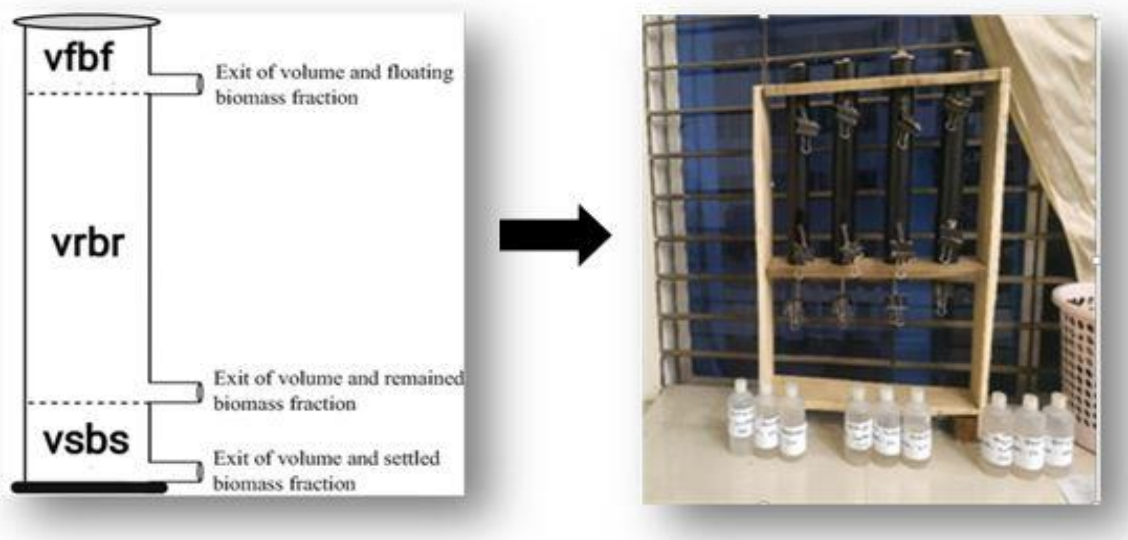 vfbf
Exit of volume and floating
biomass fraction
vrbr
Exit of volume and remained
biomass fraction
vsbs
Exit of volume and settled
biomass fraction